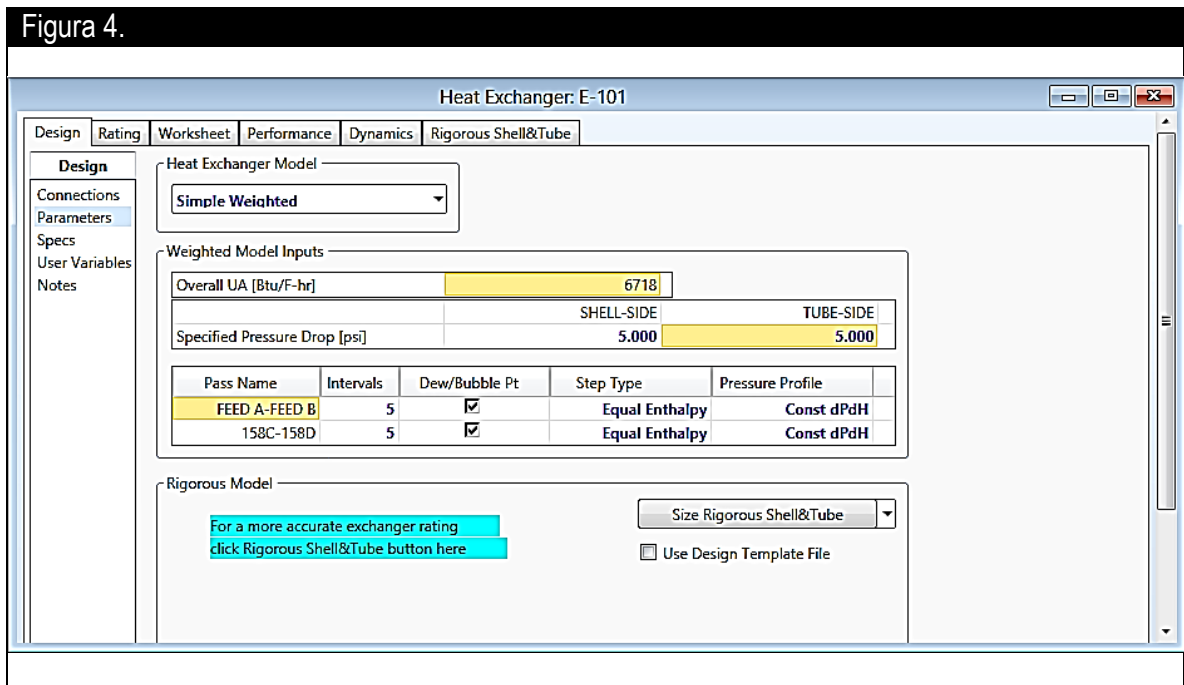 Figura 4.
Heat Exchanger: E-101
Design Rating Worksheet Performance Dynamics Rigorous Shell&Tube
Design
Connections
Parameters
Specs
User Variables
Notes
Heat Exchanger Model
Simple Weighted
Weighted Model Inputs
Overall UA [Btu/F-hr] 6718
SHELL-SIDE TUBE-SIDE
Specified Pressure Drop [psi] 5.000 5.000
Pass Name Intervals Dew/Bubble Pt Step Type Pressure Profile
FEED A-FEED B 5 Equal Enthalpy Const dPdH
158C-158D 5 Equal Enthalpy Const dPdH
Rigorous Model
For a more accurate exchanger rating
click Rigorous Shell&Tube button here
Size Rigorous Shell&Tube
Use Design Template File